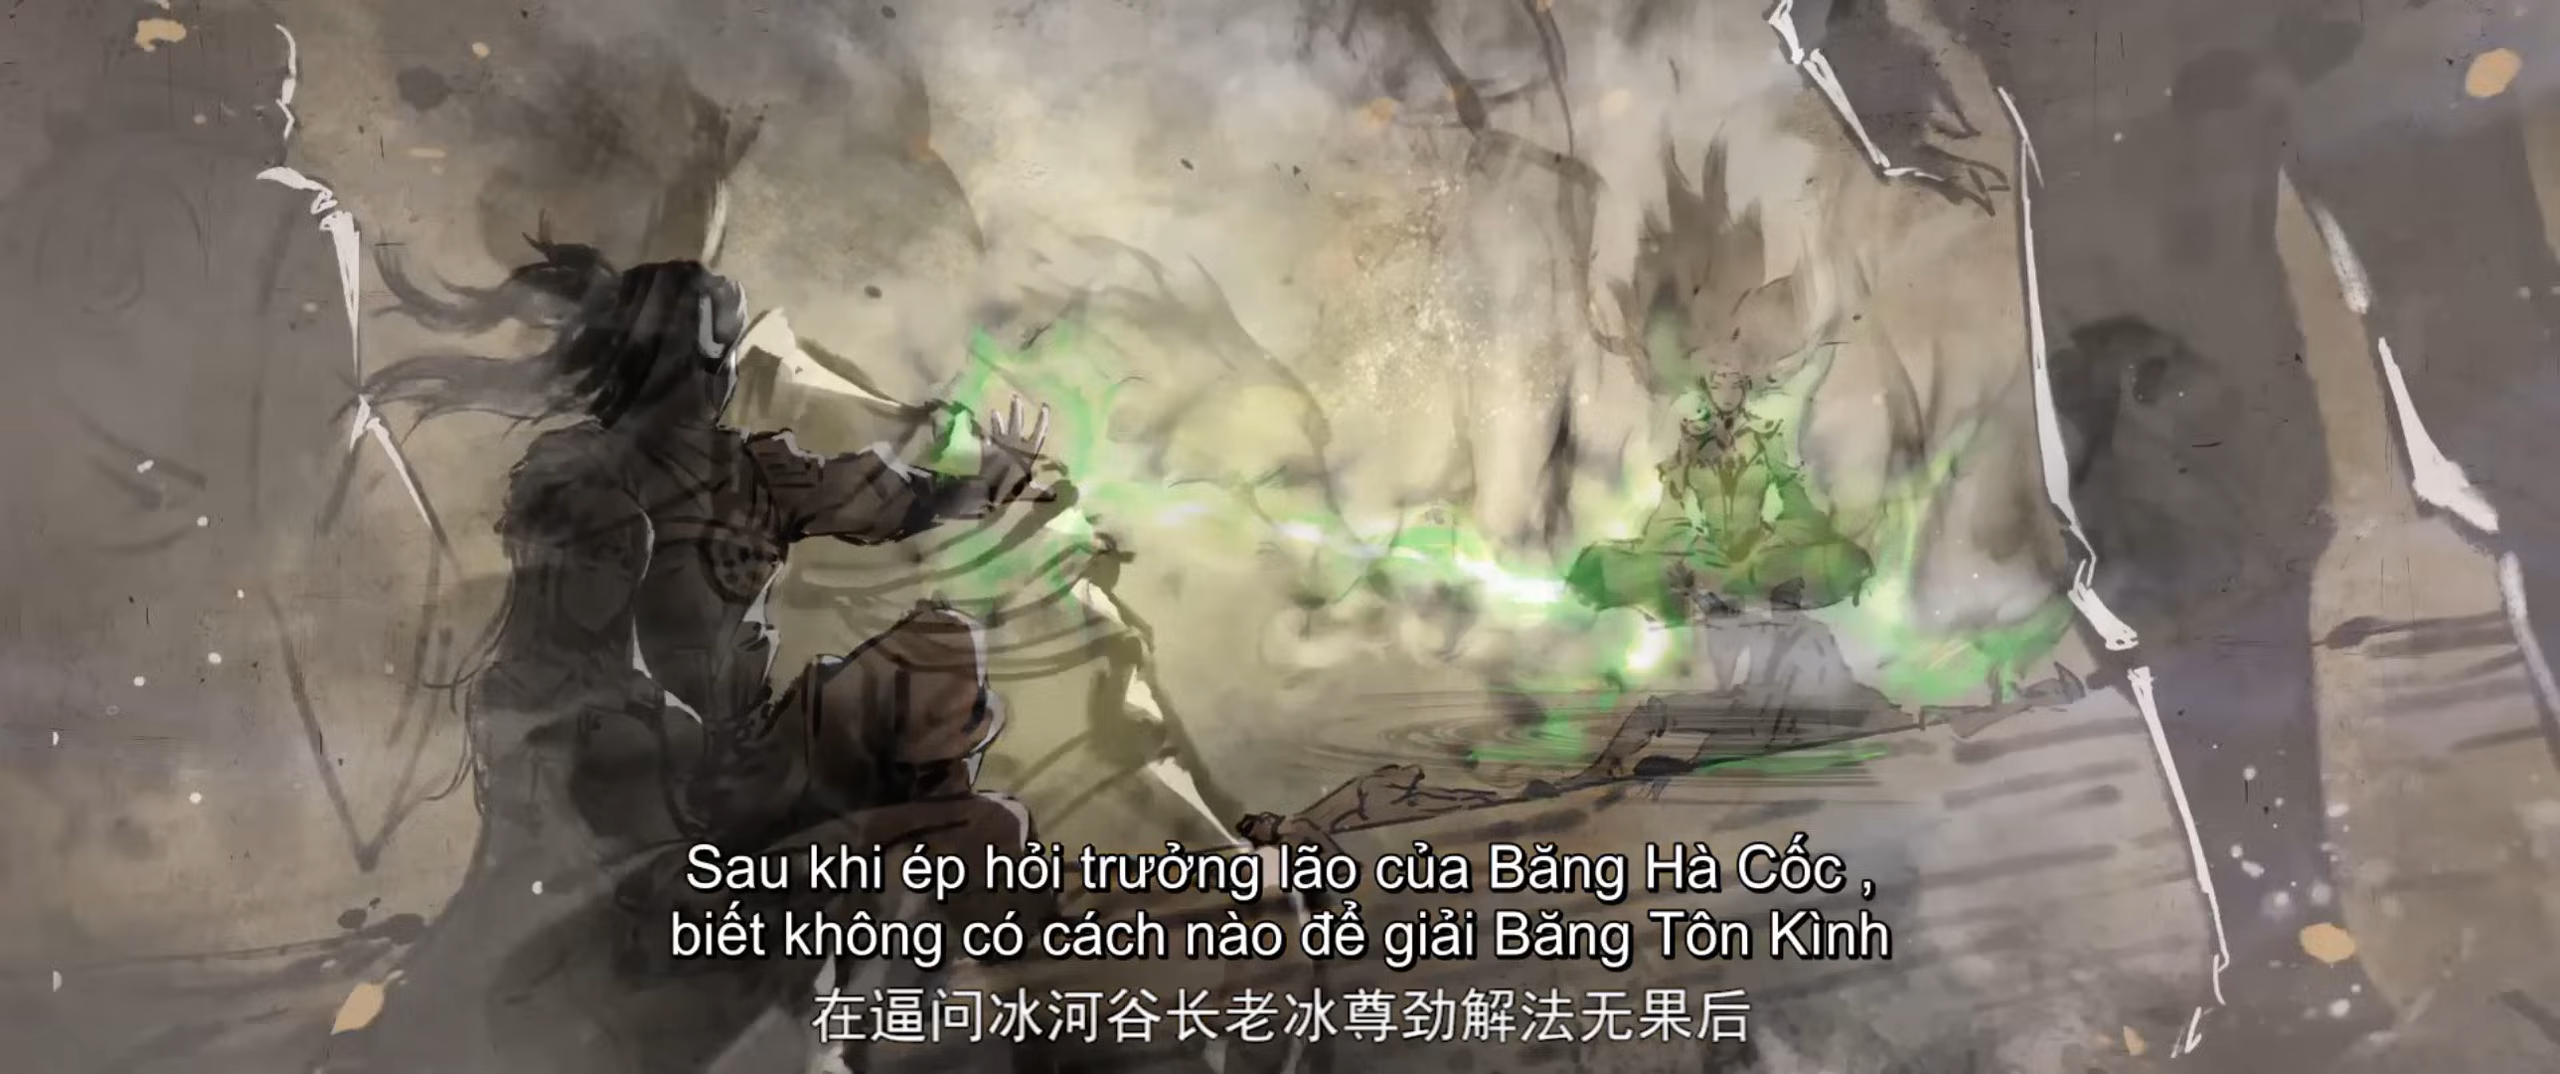 Sau khi ép hỏi trưởng lão của Băng Hà Cốc ,
biết không có cách nào để giải Băng Tôn Kình
在逼问冰河谷长老冰尊劲解法无果后